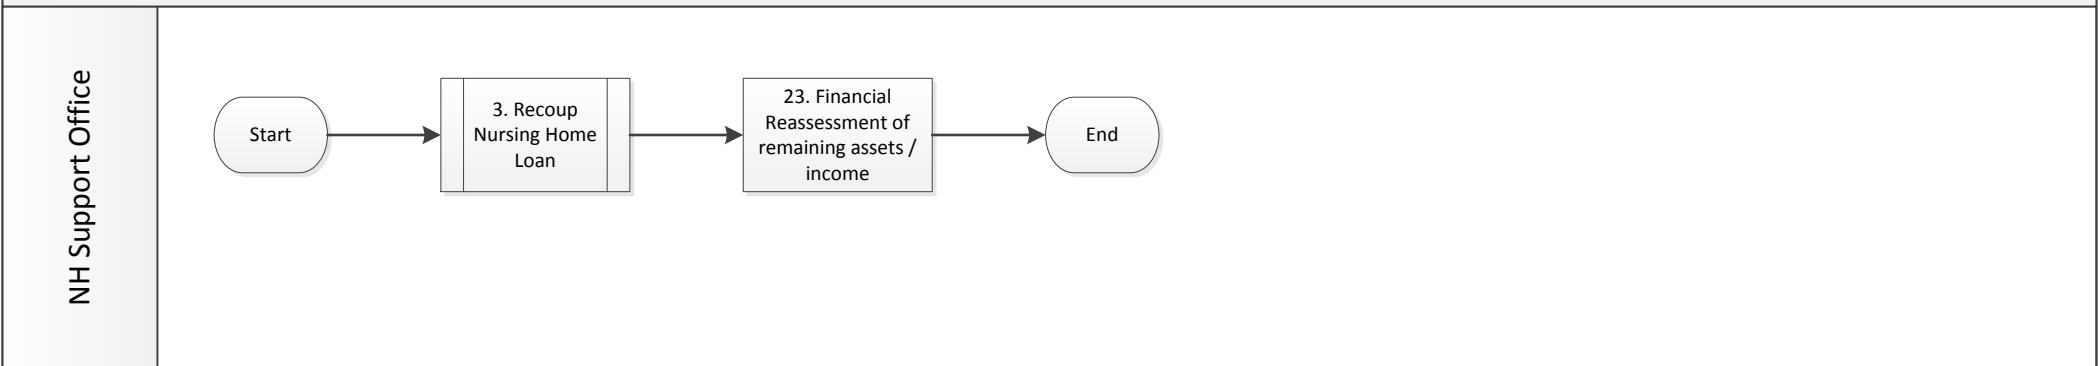 NH Support Office
Start
3. Recoup
Nursing Home
Loan
23. Financial
Reassessment of
remaining assets /
income
End